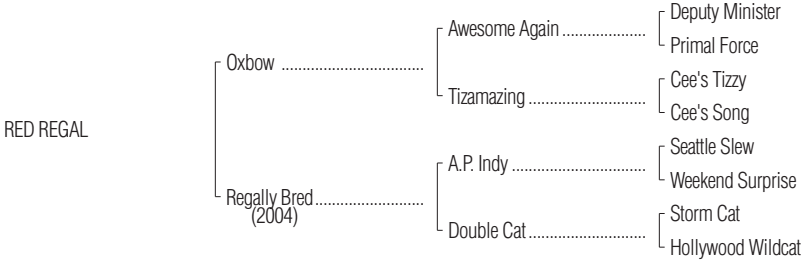 Deputy Minister
Awesome Again ....................
Primal Force
Oxbow .................................
Cee's Tizzy
Tizamazing ...........................
Cee's Song
RED REGAL
Seattle Slew
A.P. Indy ...............................
Weekend Surprise
Regally Bred .........................
(2004)
Storm Cat
Double Cat ...........................
Hollywood Wildcat